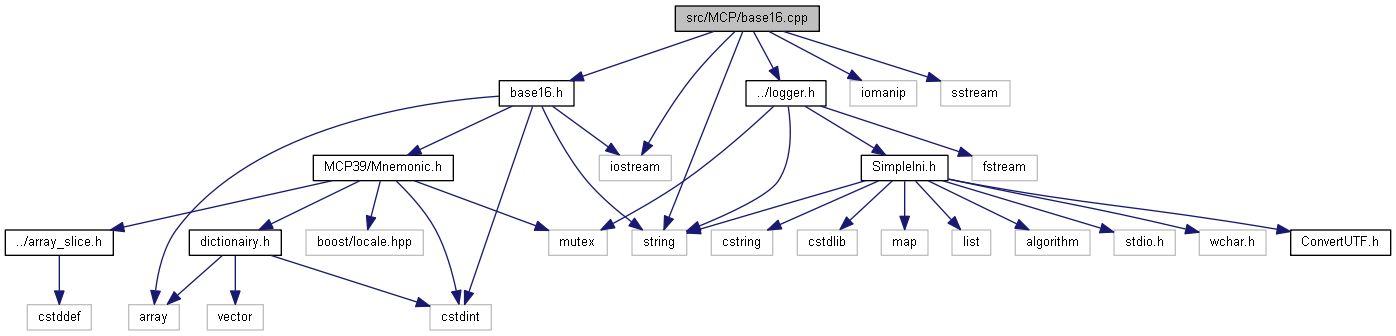 src/MCP/base16.cpp
base16.h
../logger.h
iomanip
sstream
MCP39/Mnemonic.h
iostream
SimpleIni.h
fstream
../array_slice.h
dictionairy.h
boost/locale.hpp
mutex
string
cstring
cstdlib
map
list
algorithm
stdio.h
wchar.h
ConvertUTF.h
cstddef
array
vector
cstdint